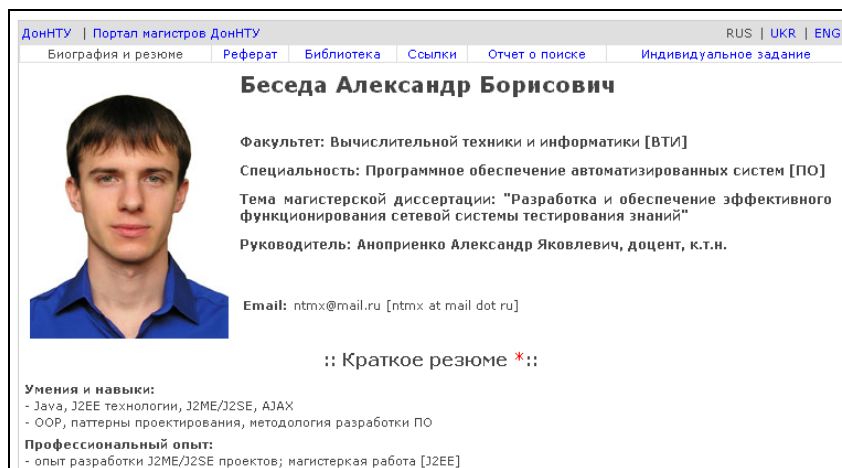 ДонНТУ | Портал магистров ДонНТУ RUS | UKR | ENG
Биография и резюме Реферат Библиотека Ссылки Отчет о поиске Индивидуальное задание
Беседа Александр Борисович
Факультет: Вычислительной техники и информатики [ВТИ]
Специальность: Программное обеспечение автоматизированных систем [ПО]
Тема магистерской диссертации: "Разработка и обеспечение эффективного
функционирования сетевой системы тестирования знаний"
Руководитель: Аноприенко Александр Яковлевич, доцент, к.т.н.
Email: ntmx@mail.ru [ntmx at mail dot ru]
:: Краткое резюме *::
Умения и навыки:
- Java, J2EE технологии, J2ME/J2SE, AJAX
- OOP, паттерны проектирования, методология разработки ПО
Профессиональный опыт:
- опыт разработки J2ME/J2SE проектов; магистеркая работа [J2EE]